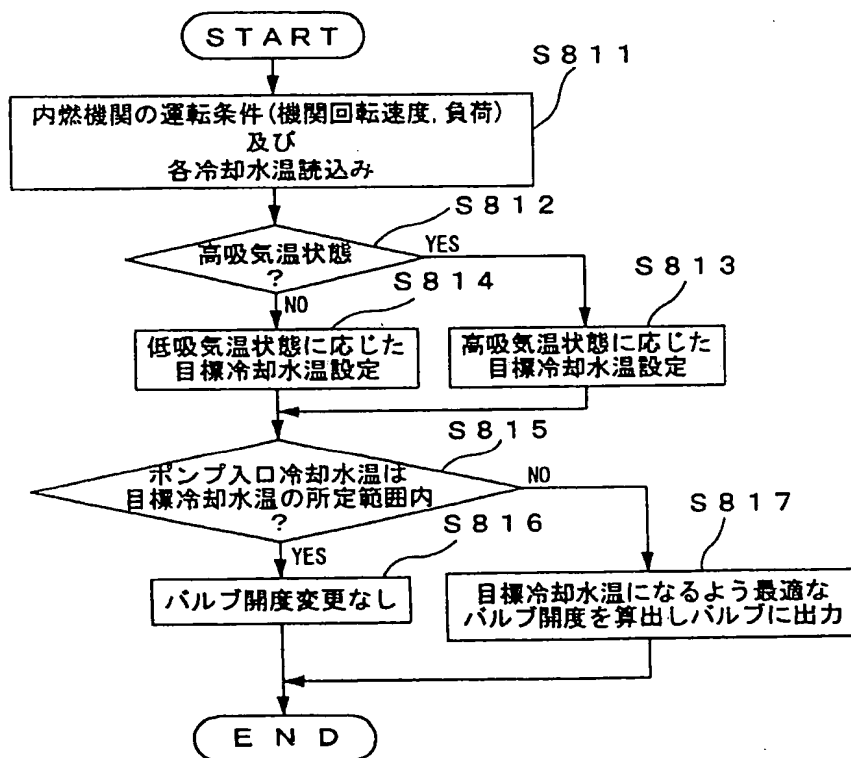 START
S811
内燃機関の運転条件(機関回転速度,負荷)
及び
各冷却水温読込み
S812
高吸気温状態
?
YES
NO
S814
S813
低吸気温状態に応じた
目標冷却水温設定
高吸気温状態に応じた
目標冷却水温設定
S815
ポンプ入口冷却水温は
目標冷却水温の所定範囲内
?
NO
YES
S816
S817
バルブ開度変更なし
目標冷却水温になるよう最適な
バルブ開度を算出しバルブに出力
END